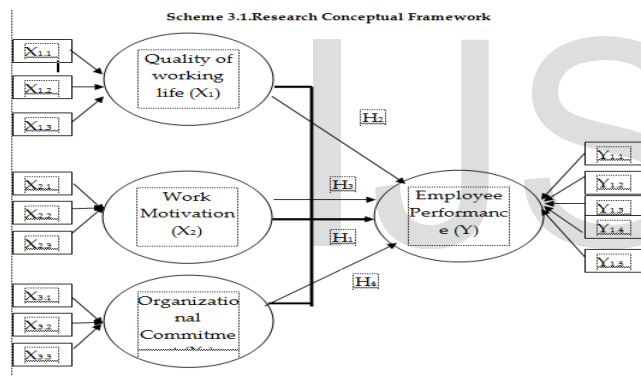 Scheme 3.1.Research Conceptual Framework
X1.1
X1.2
X1.3
Quality of
working
life (X1)
H2
X2.1
X2.2
X2.3
Work
Motivation
(X2)
H3
H1
Employee
Performanc
e (Y)
Y1.1
Y1.2
Y1.3
Y1.4
Y1.5
X3.1
X3.2
X3.3
Organizatio
nal
Commitme
H4
IJS